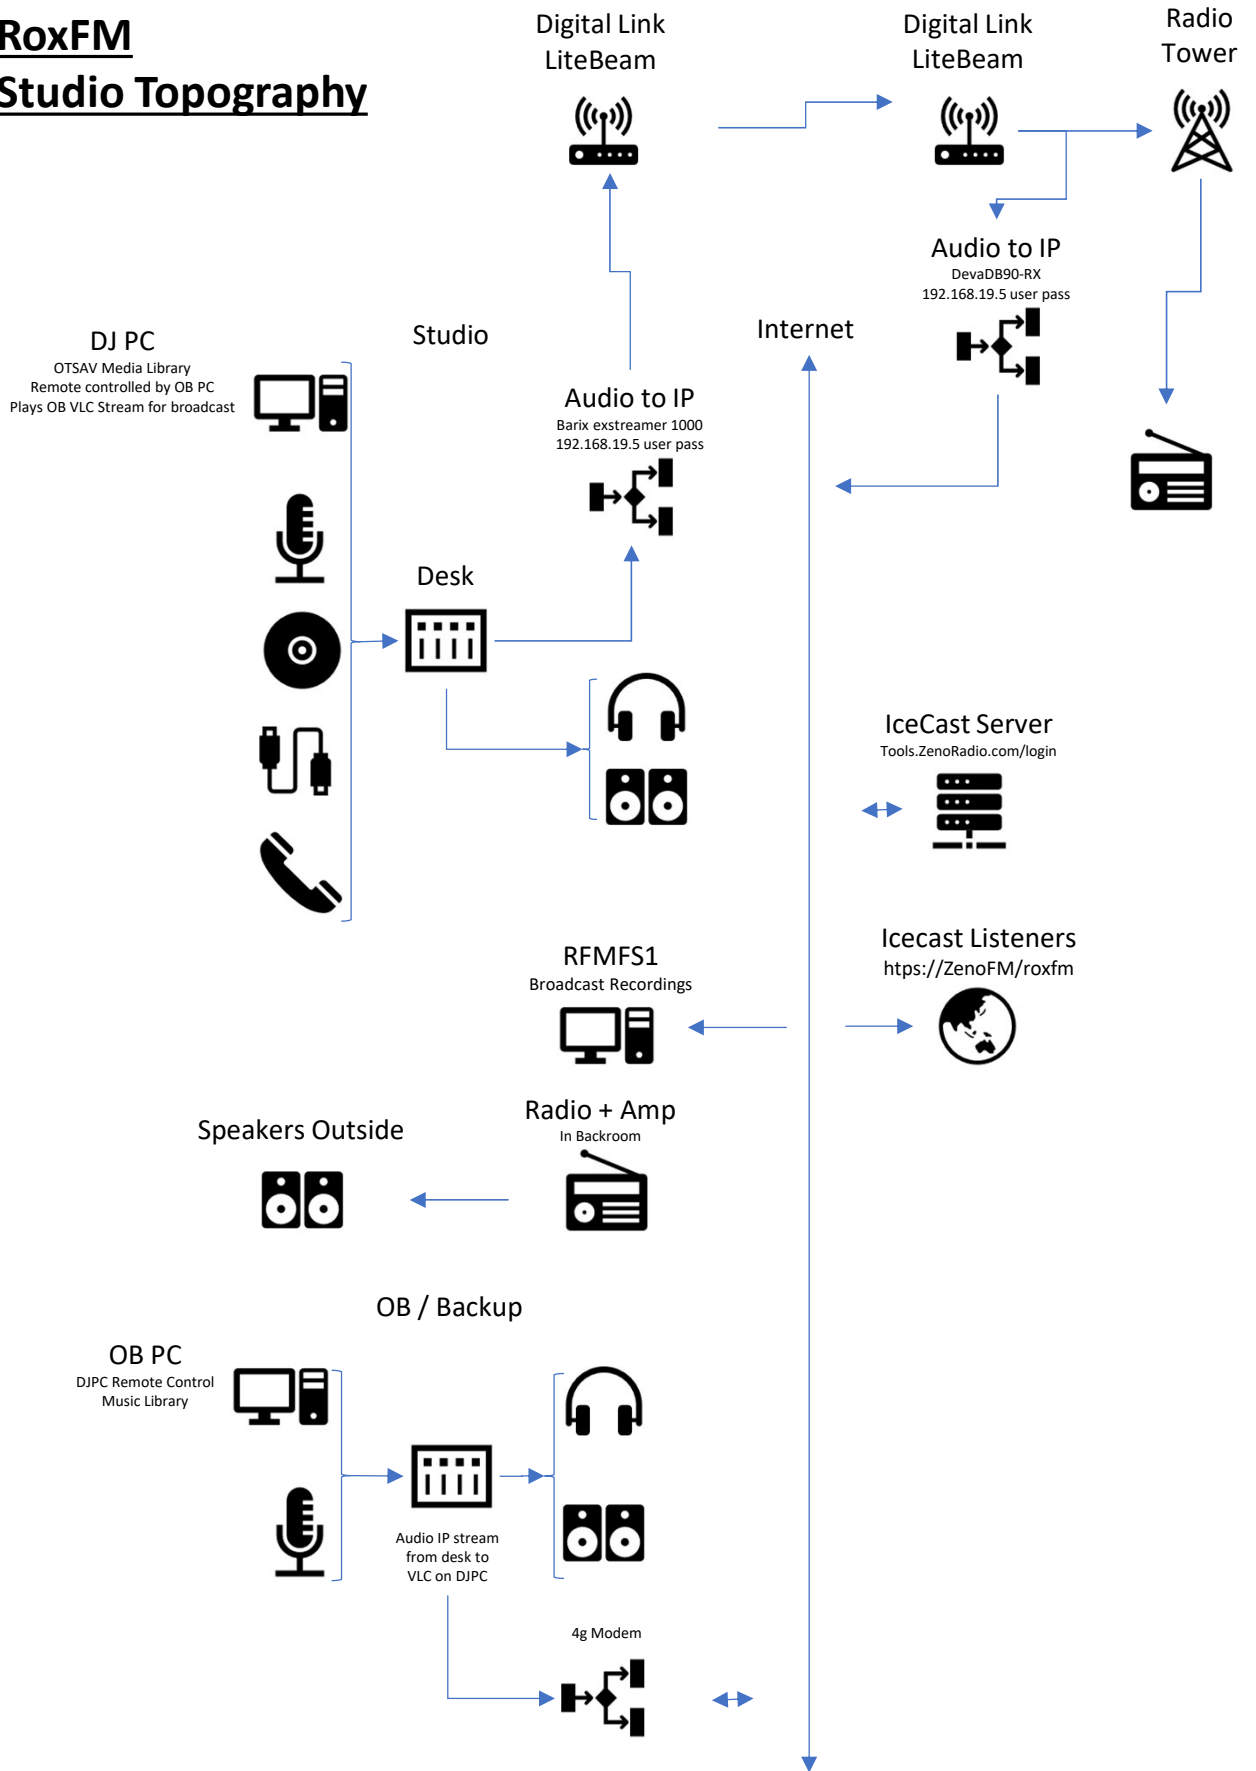 RoxFM
Studio Topography
Digital Link
LiteBeam
Digital Link
LiteBeam
Radio
Tower
Audio to IP
DevaDB90-RX
192.168.19.5 user pass
Internet
Studio
DJ PC
OTSAV Media Library
Remote controlled by OB PC
Plays OB VLC Stream for broadcast
Audio to IP
Barix exstreamer 1000
192.168.19.5 user pass
Desk
IceCast Server
Tools.ZenoRadio.com/login
Icecast Listeners
htps://ZenoFM/roxfm
RFMFS1
Broadcast Recordings
Radio + Amp
In Backroom
Speakers Outside
OB / Backup
OB PC
DJPC Remote Control
Music Library
Audio IP stream
from desk to
VLC on DJPC
4g Modem